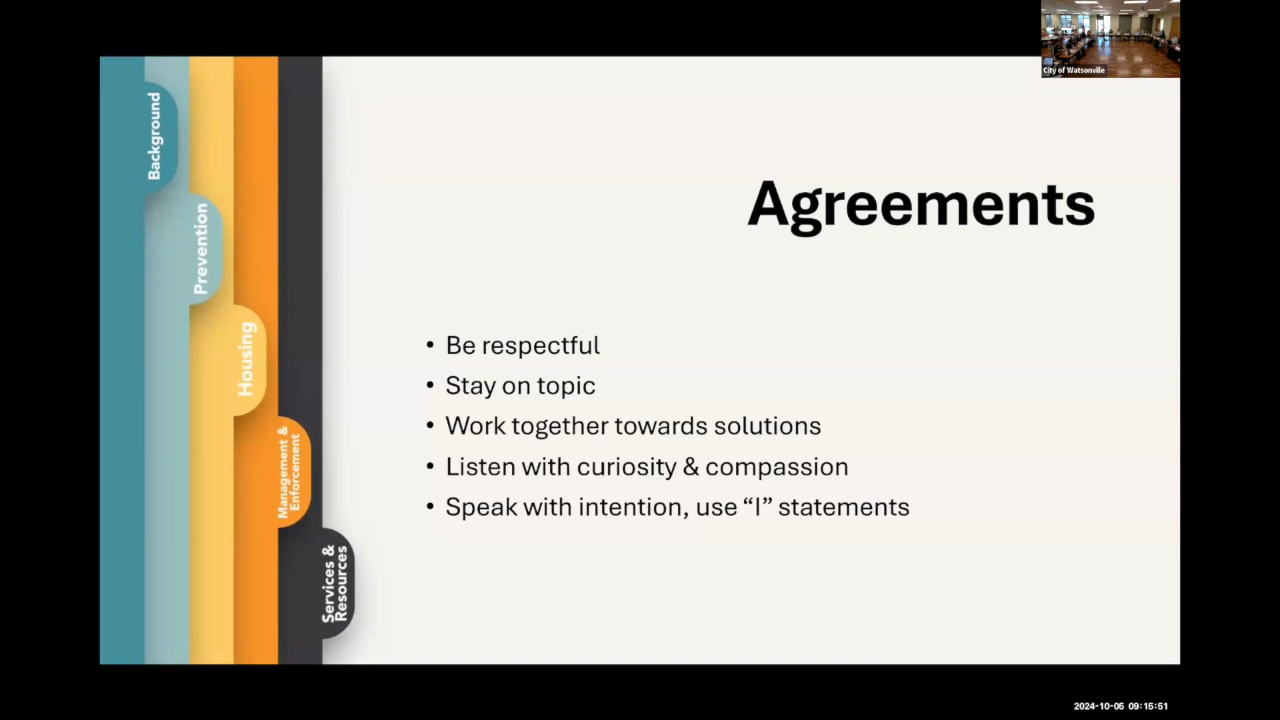 City of Watsonville
Background
Prevention
Housing
Management &
Enforcement
Services &
Resources
Agreements
• Be respectful
• Stay on topic
• Work together towards solutions
• Listen with curiosity & compassion
• Speak with intention, use “I” statements
2024-10-05 09:15:51